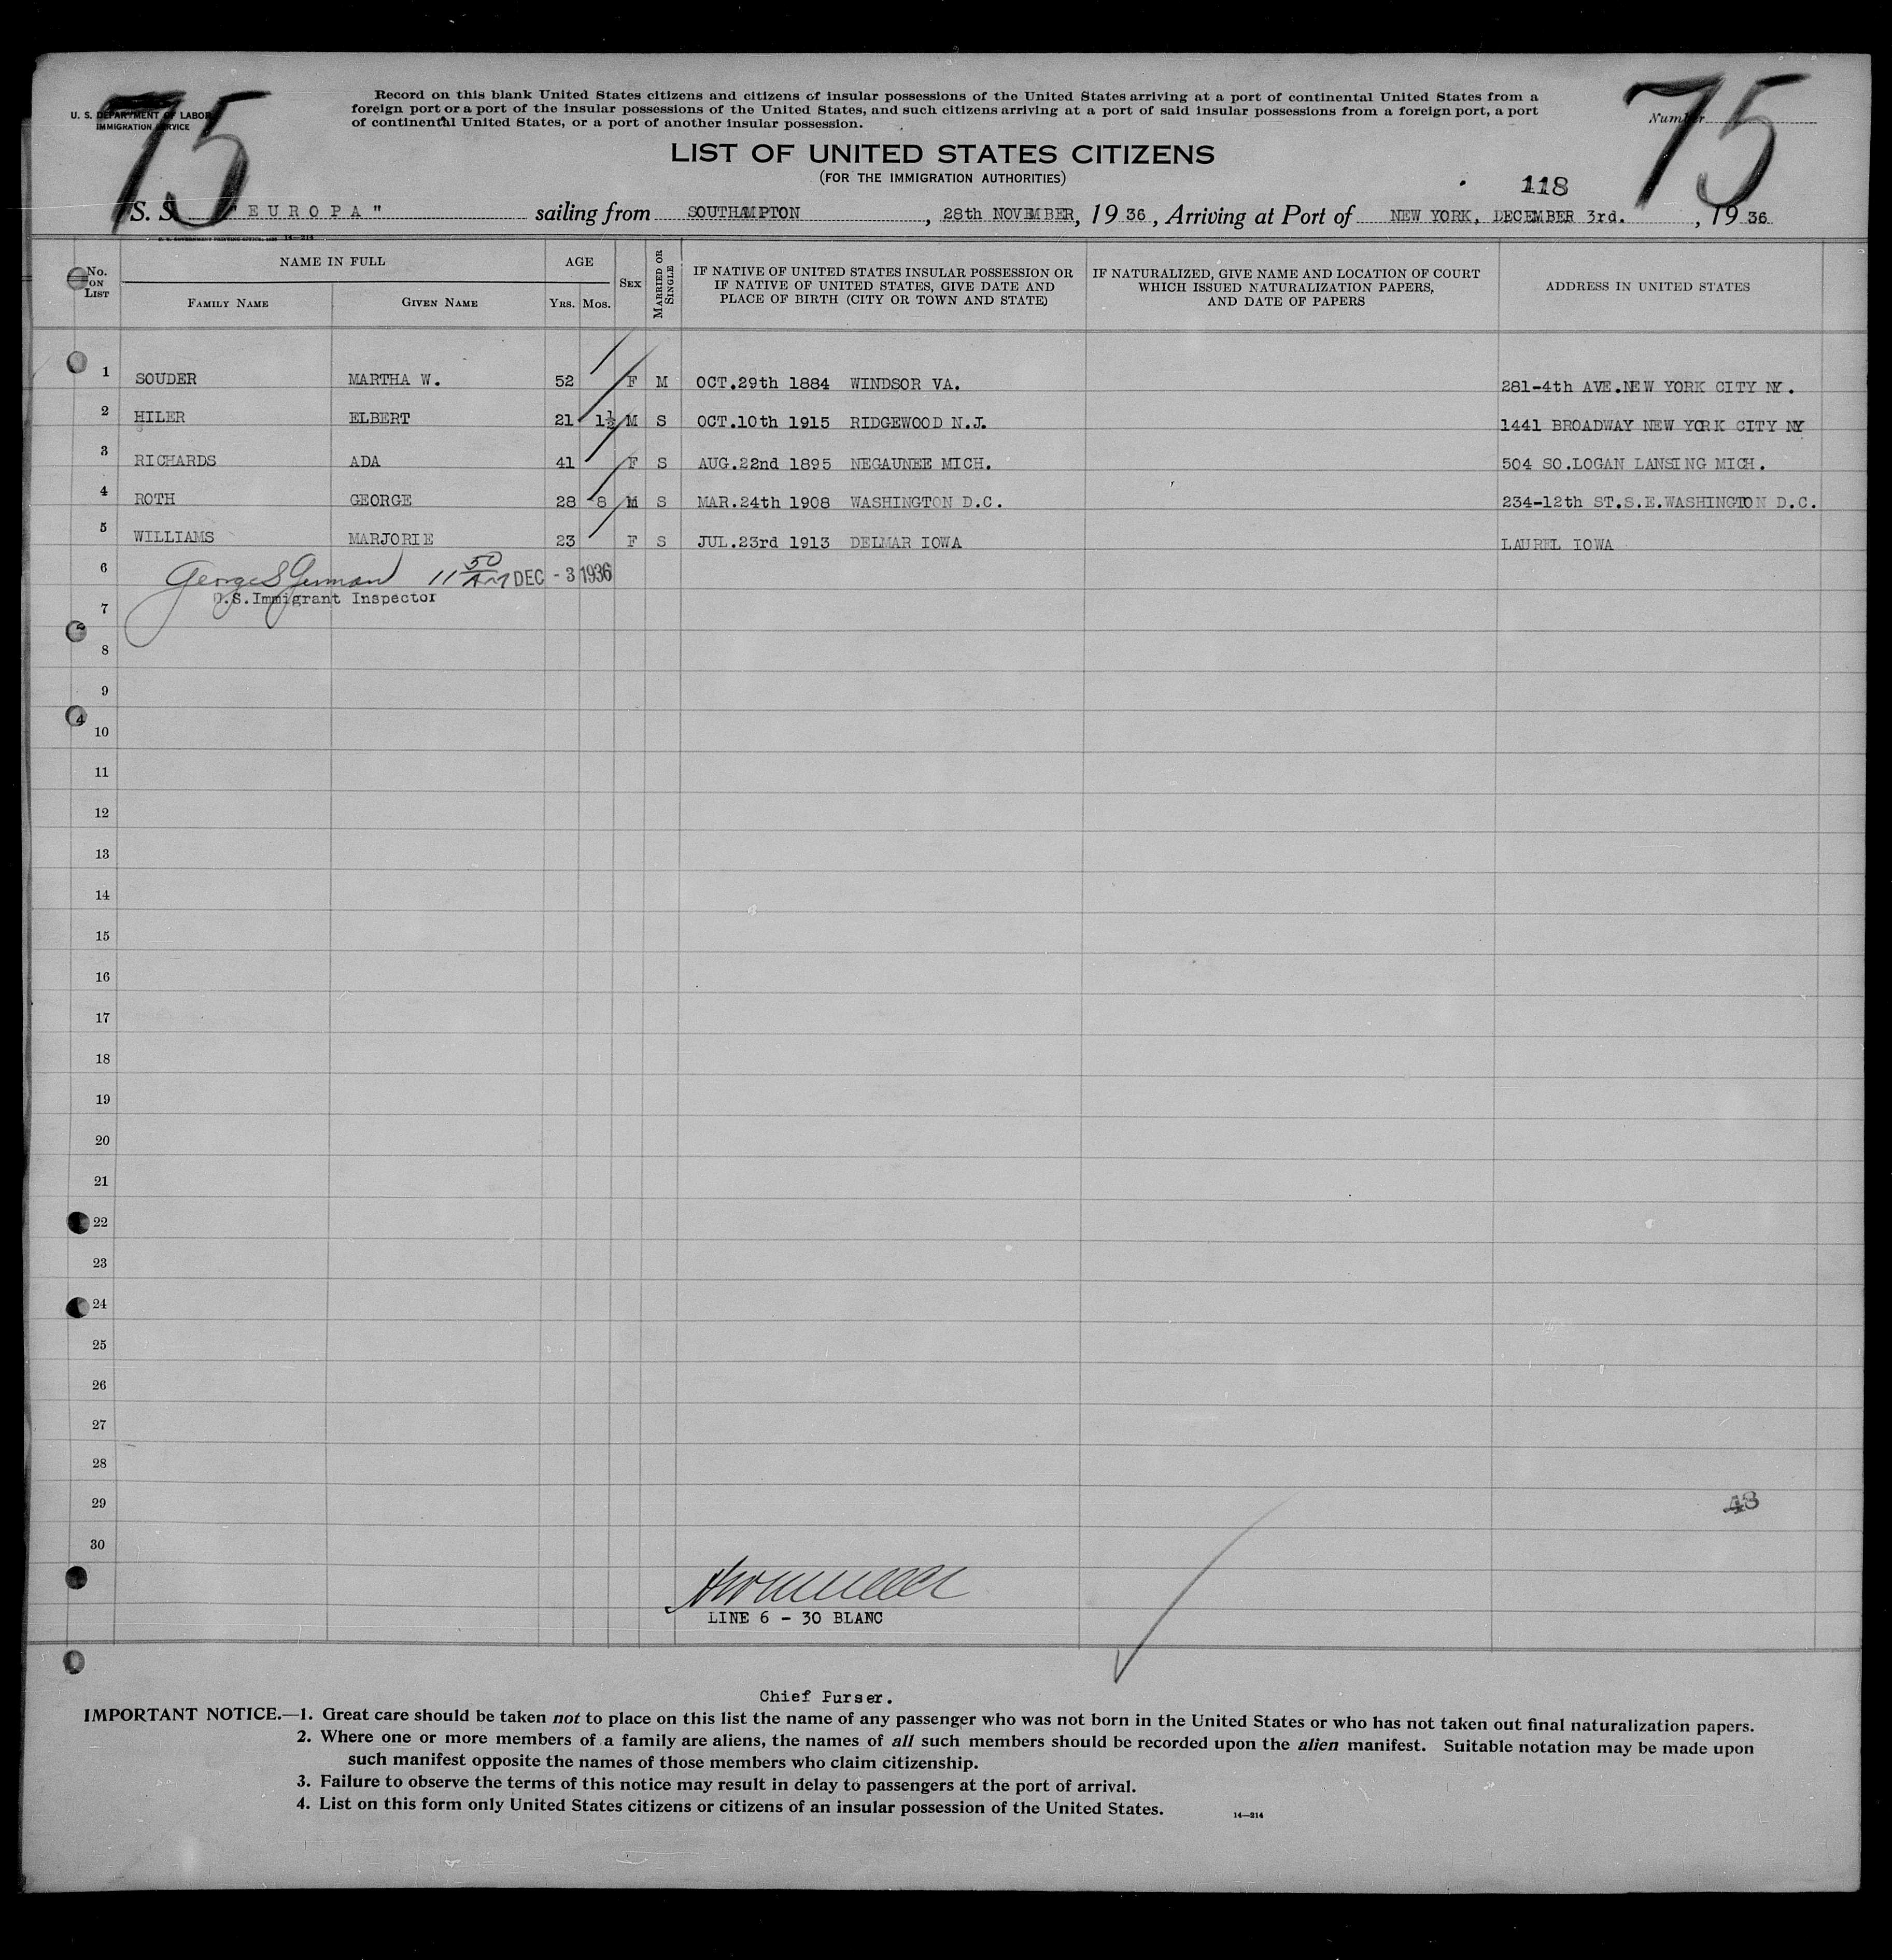 75
75
U. S. DEPARTMENT OF LABOR
IMMIGRATION SERVICE
Record on this blank United States citizens and citizens of insular possessions of the United States arriving at a port of continental United States from a
foreign port or a port of the insular possessions of the United States, and such citizens arriving at a port of said insular possessions from a foreign port, a port
of continental United States, or a port of another insular possession.
Number
LIST OF UNITED STATES CITIZENS
(FOR THE IMMIGRATION AUTHORITIES)
118
S. S. "EUROPA" sailing from SOUTHAMPTON, 28th NOVEMBER, 1936, Arriving at Port of NEW YORK, DECEMBER 3rd., 1936
No. ON LIST
NAME IN FULL
FAMILY NAME
GIVEN NAME
AGE
YRS. MOS.
SEX
MARRIED OR SINGLE
IF NATIVE OF UNITED STATES INSULAR POSSESSION OR
IF NATIVE OF UNITED STATES, GIVE DATE AND
PLACE OF BIRTH (CITY OR TOWN AND STATE)
IF NATURALIZED, GIVE NAME AND LOCATION OF COURT
WHICH ISSUED NATURALIZATION PAPERS,
AND DATE OF PAPERS
ADDRESS IN UNITED STATES
1 SOUDER MARTHA W. 52 F M OCT.29th 1884 WINDSOR VA. 281-4th AVE.NEW YORK CITY NY.
2 HILER ELBERT 21 1½ M S OCT.10th 1915 RIDGEWOOD N.J. 1441 BROADWAY NEW YORK CITY NY
3 RICHARDS ADA 41 F S AUG.22nd 1895 NEGAUNEE MICH. 504 SO.LOGAN LANSING MICH.
4 ROTH GEORGE 28 8 M S MAR.24th 1908 WASHINGTON D.C. 234-12th ST.S.E.WASHINGTON D.C.
5 WILLIAMS MARJORIE 23 F S JUL.23rd 1913 DELMAR IOWA LAUREL IOWA
6 George S 11 50 AM DEC - 3 1936
U.S.Immigrant Inspector
7
8
9
10
11
12
13
14
15
16
17
18
19
20
21
22
23
24
25
26
27
28
29
48
30
LINE 6 - 30 BLANC
Chief Purser.
IMPORTANT NOTICE.—1. Great care should be taken not to place on this list the name of any passenger who was not born in the United States or who has not taken out final naturalization papers.
2. Where one or more members of a family are aliens, the names of all such members should be recorded upon the alien manifest. Suitable notation may be made upon
such manifest opposite the names of those members who claim citizenship.
3. Failure to observe the terms of this notice may result in delay to passengers at the port of arrival.
4. List on this form only United States citizens or citizens of an insular possession of the United States.
14—214